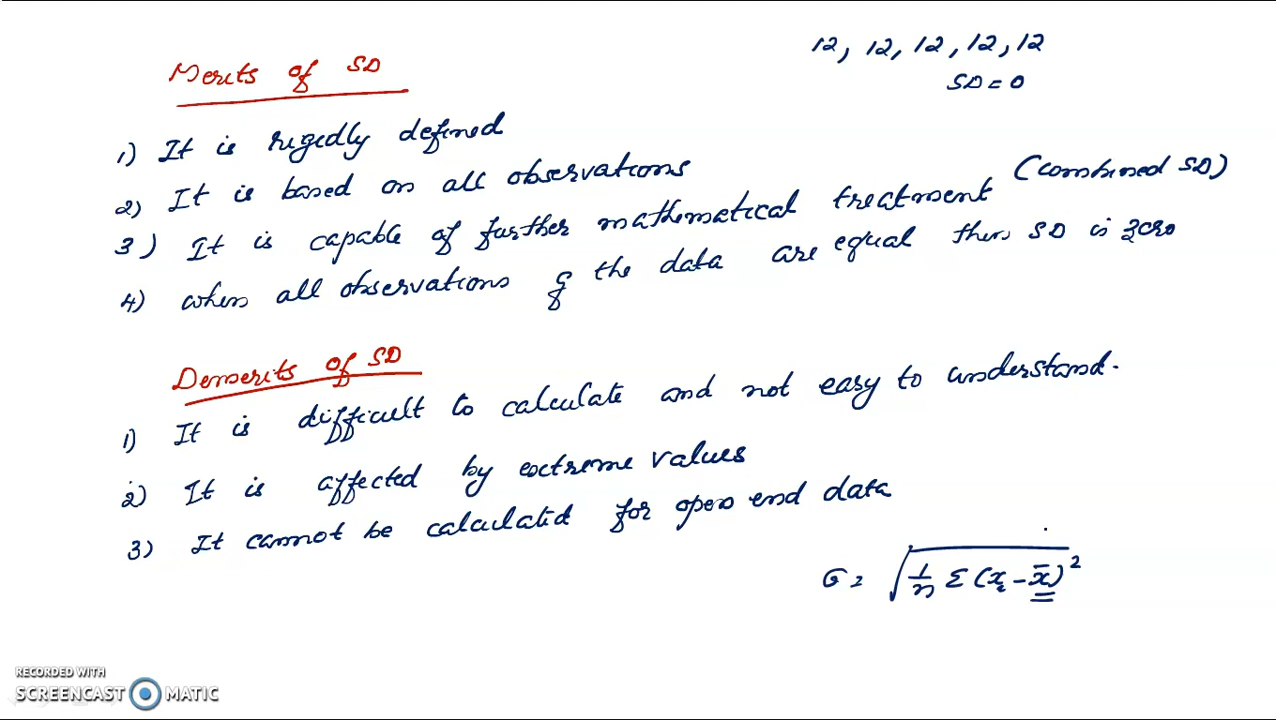 12, 12, 12, 12, 12
SD = 0
Merits of SD
1) It is rigedly defined
2) It is based on all observations
3) It is capable of further mathematical treatment (combined SD)
4) when all observations of the data are equal then SD is zero
Demerits of SD
1) It is difficult to calculate and not easy to understand.
2) It is affected by extreme values
3) It cannot be calculated for open end data
σ = √(1/n Σ (xᵢ - x̄)²)
RECORDED WITH
SCREENCAST MATIC